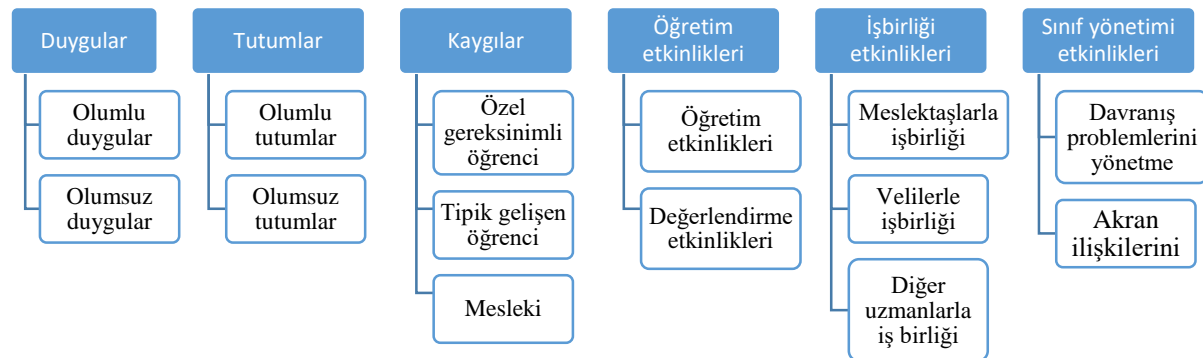 Duygular
Olumlu
duygular
Olumsuz
duygular
Tutumlar
Olumlu
tutumlar
Olumsuz
tutumlar
Kaygılar
Özel
gereksinimli
öğrenci
Tipik gelişen
öğrenci
Mesleki
Öğretim
etkinlikleri
Öğretim
etkinlikleri
Değerlendirme
etkinlikleri
İşbirliği
etkinlikleri
Meslektaşlarla
işbirliği
Velilerle
işbirliği
Diğer
uzmanlarla
iş birliği
Sınıf yönetimi
etkinlikleri
Davranış
problemlerini
yönetme
Akran
ilişkilerini